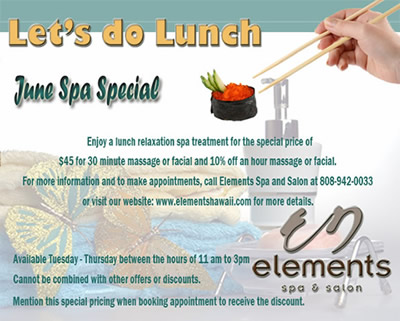 Let's do Lunch
June Spa Special
Enjoy a lunch relaxation spa treatment for the special price of
$45 for 30 minute massage or facial and 10% off an hour massage or facial.
For more information and to make appointments, call Elements Spa and Salon at 808-942-0033
or visit our website: www.elementshawaii.com for more details.
Available Tuesday - Thursday between the hours of 11 am to 3pm
Cannot be combined with other offers or discounts.
Mention this special pricing when booking appointment to receive the discount.
elements
spa & salon